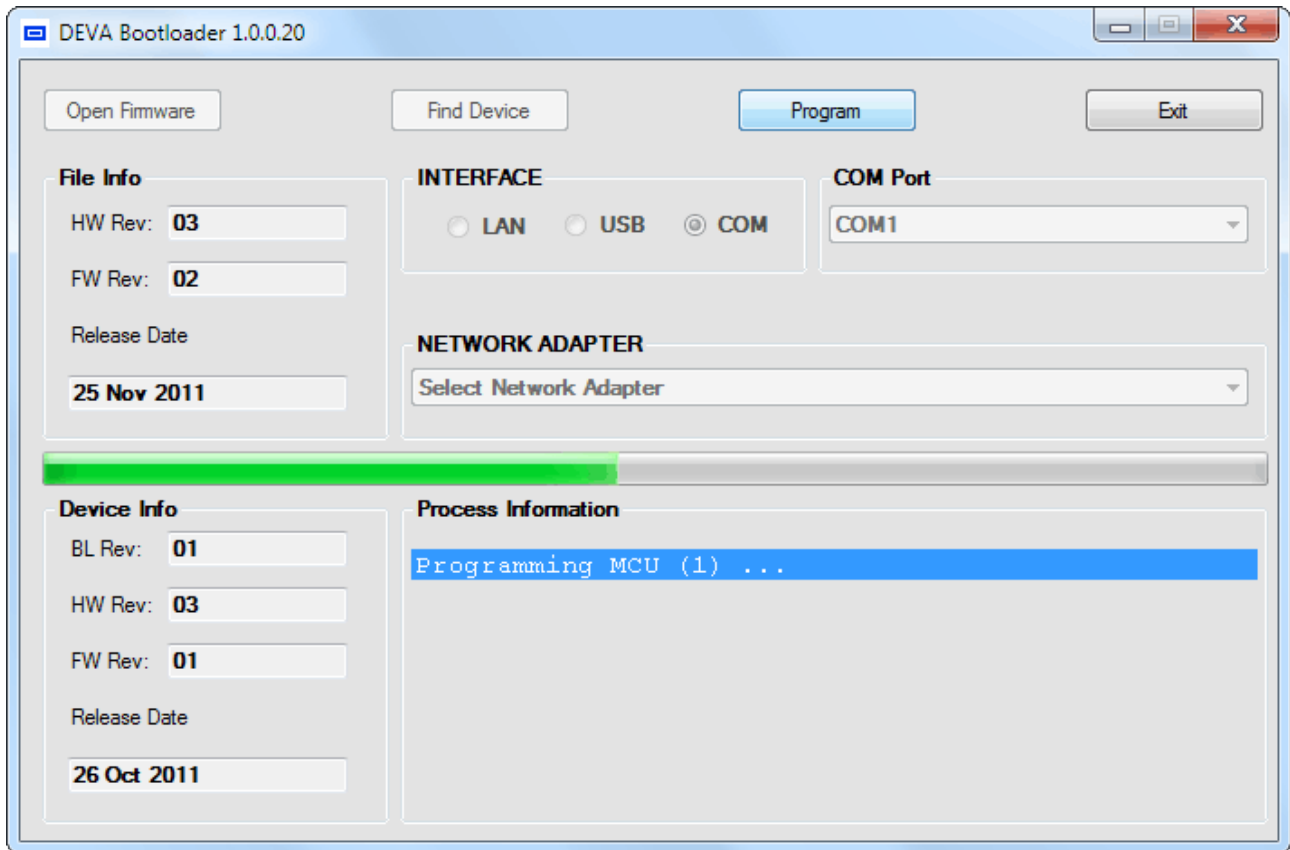 DEVA Bootloader 1.0.0.20
Open Firmware
Find Device
Program
Exit
File Info
HW Rev: 03
FW Rev: 02
Release Date
25 Nov 2011
INTERFACE
LAN
USB
COM
COM Port
COM1
NETWORK ADAPTER
Select Network Adapter
Device Info
BL Rev: 01
HW Rev: 03
FW Rev: 01
Release Date
26 Oct 2011
Process Information
Programming MCU (1) ...